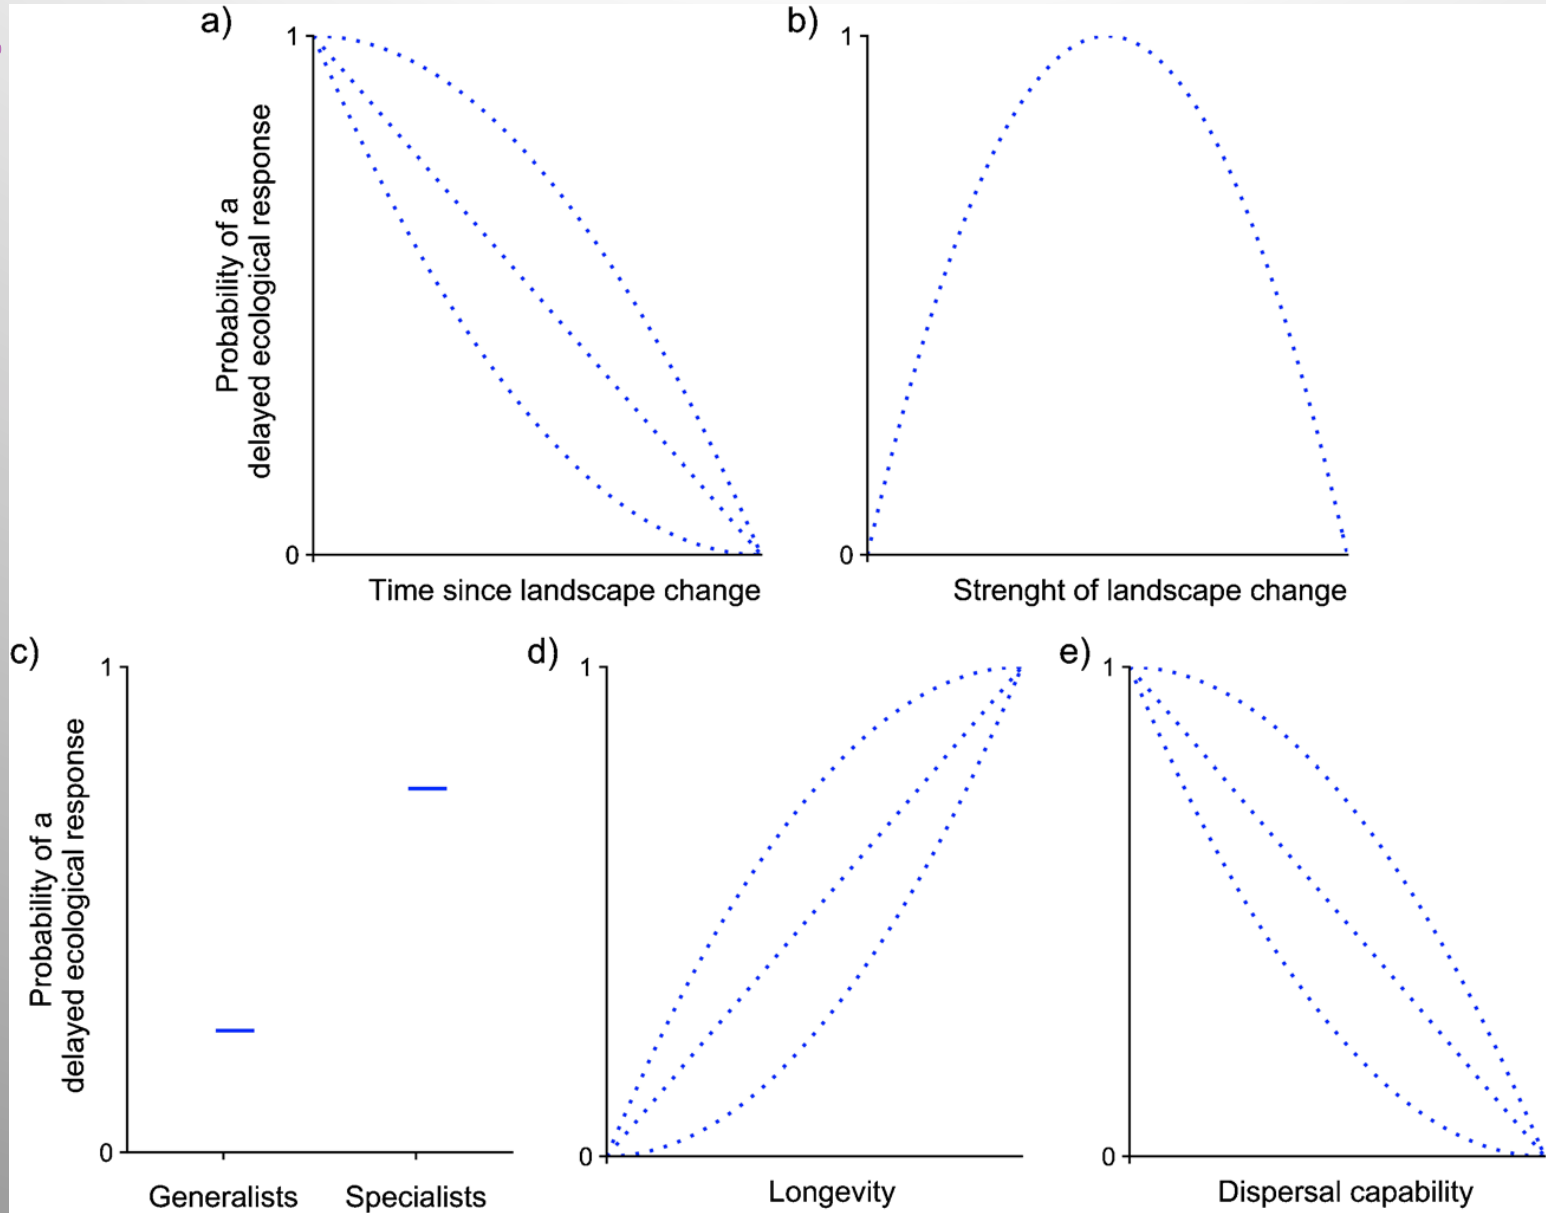 a)
1
Probability of a
delayed ecological response
0
Time since landscape change
b)
1
0
Strenght of landscape change
c)
1
Probability of a
delayed ecological response
0
Generalists Specialists
d)
1
0
Longevity
e)
1
0
Dispersal capability